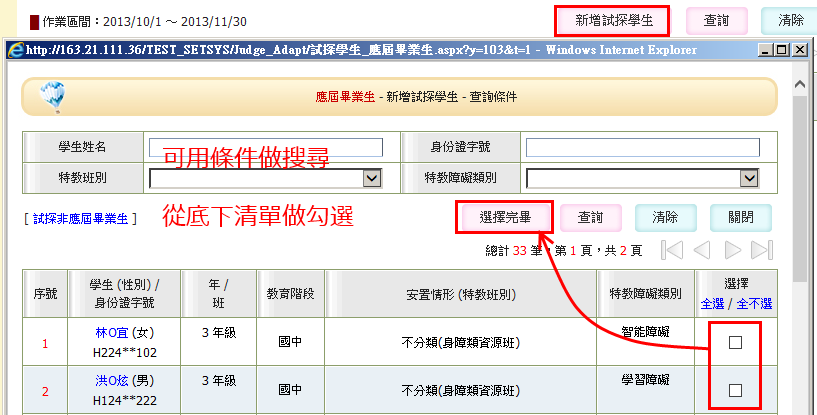 作業區間：2013/10/1 ～ 2013/11/30 新增試探學生 查詢 清除
http://163.21.111.36/TEST_SETSYS/Judge_Adapt/試探學生_應屆畢業生.aspx?y=103&t=1 - Windows Internet Explorer
應屆畢業生 - 新增試探學生 - 查詢條件
學生姓名 可用條件做搜尋 身份證字號
特教班別 特教障礙類別
[ 試探非應屆畢業生 ] 從底下清單做勾選 選擇完畢 查詢 清除 關閉
總計 33 筆，第 1 頁，共 2 頁
序號 學生 (性別) / 身份證字號 年 / 班 教育階段 安置情形 (特教班別) 特教障礙類別 選擇 全選 / 全不選
1 林O宜 (女) H224**102 3 年級 國中 不分類(身障類資源班) 智能障礙
2 洪O炫 (男) H124**222 3 年級 國中 不分類(身障類資源班) 學習障礙